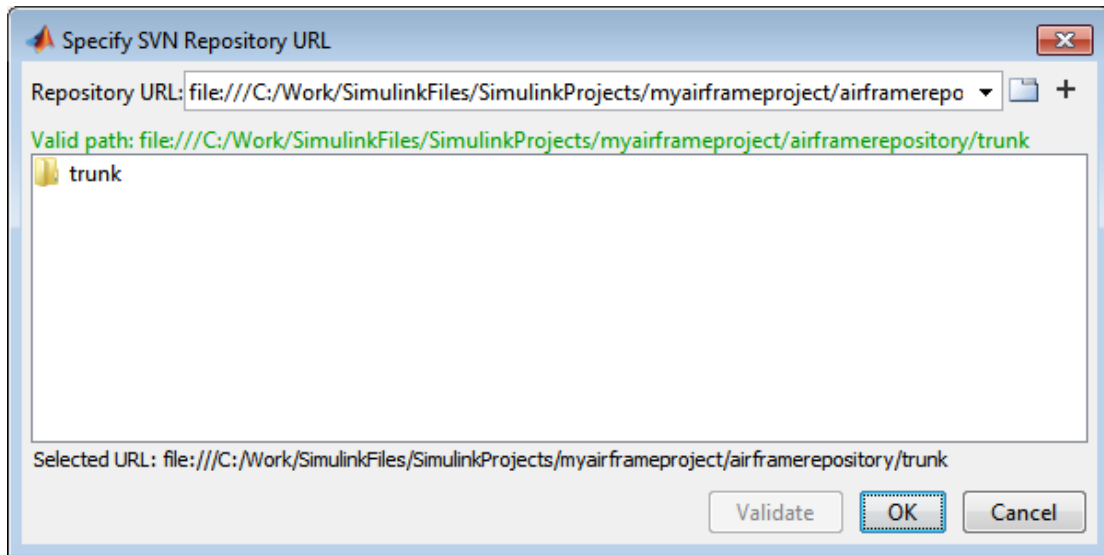 Specify SVN Repository URL
Repository URL: file:///C:/Work/SimulinkFiles/SimulinkProjects/myairframeproject/airframerepo
Valid path: file:///C:/Work/SimulinkFiles/SimulinkProjects/myairframeproject/airframerepository/trunk
trunk
Selected URL: file:///C:/Work/SimulinkFiles/SimulinkProjects/myairframeproject/airframerepository/trunk
Validate OK Cancel